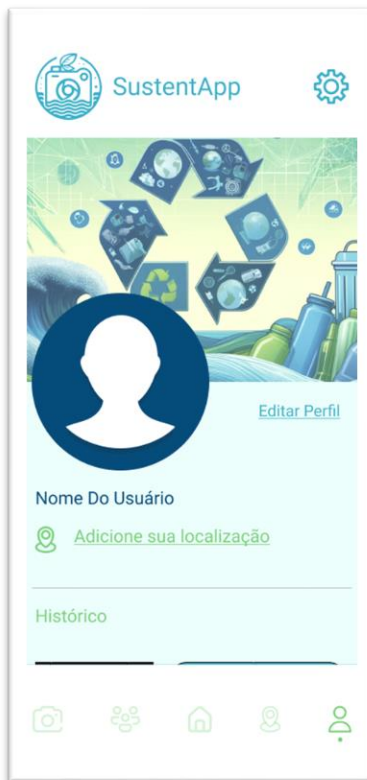 SustentApp
Editar Perfil
Nome Do Usuário
Adicione sua localização
Histórico